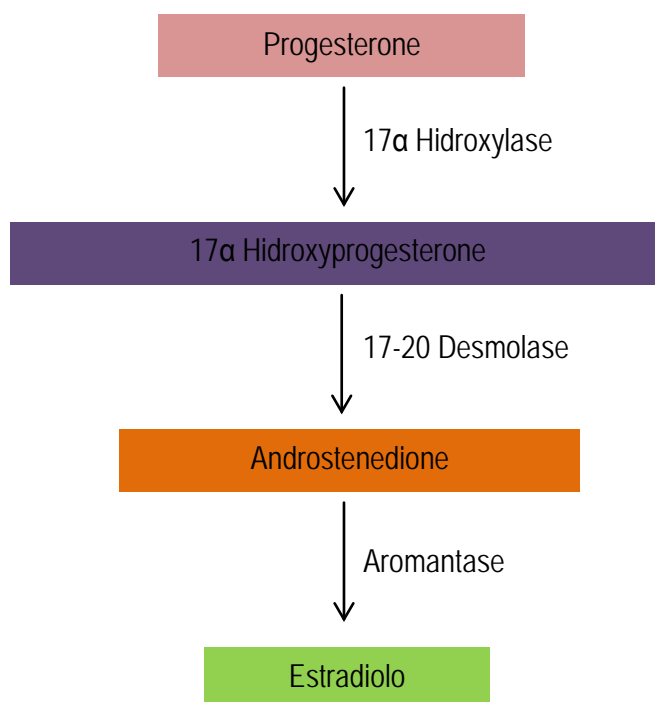 Progesterone
17α Hidroxylase
17α Hidroxyprogesterone
17-20 Desmolase
Androstenedione
Aromantase
Estradiolo